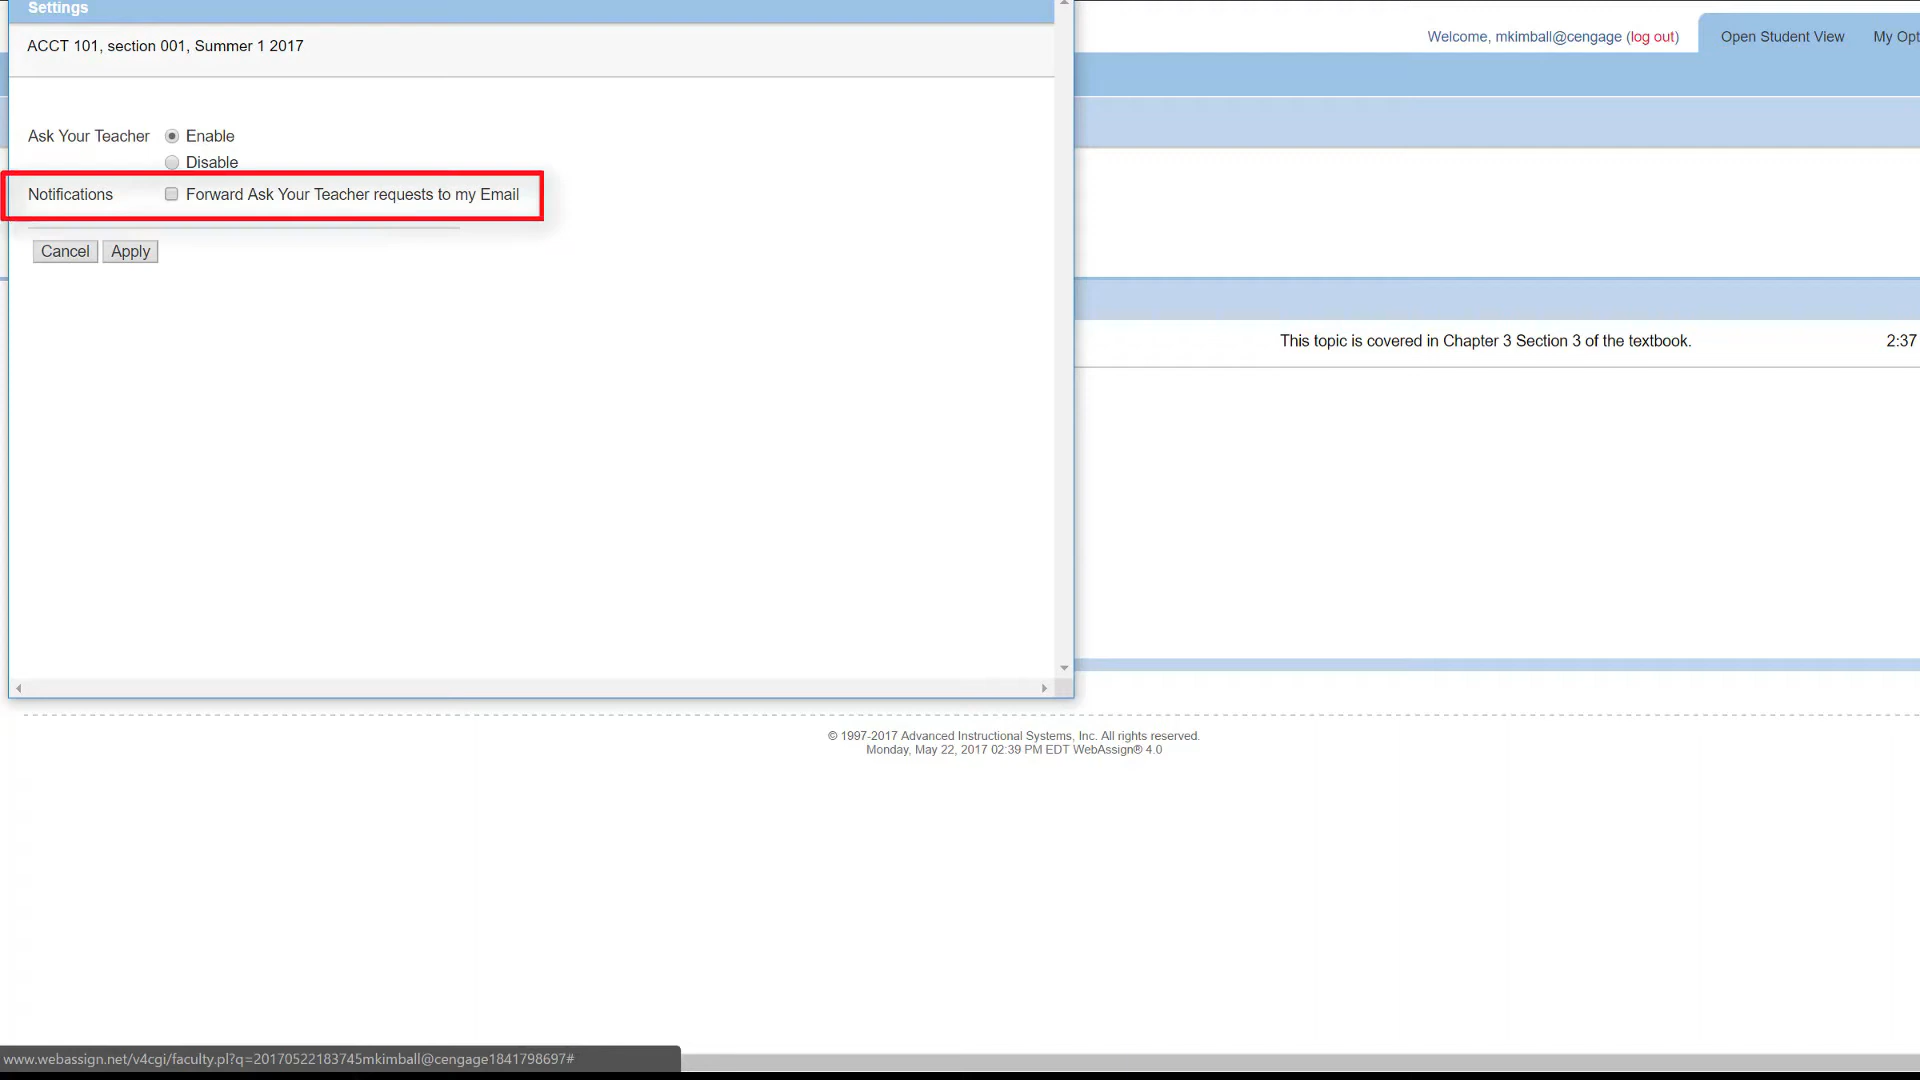 Settings
ACCT 101, section 001, Summer 1 2017
Welcome, mkimball@cengage (log out)
Open Student View
My Opt
Ask Your Teacher
Enable
Disable
Notifications
Forward Ask Your Teacher requests to my Email
Cancel Apply
This topic is covered in Chapter 3 Section 3 of the textbook.
2:37
© 1997-2017 Advanced Instructional Systems, Inc. All rights reserved.
Monday, May 22, 2017 02:39 PM EDT WebAssign® 4.0
www.webassign.net/v4cgi/faculty.pl?q=20170522183745mkimball@cengage1841798697#